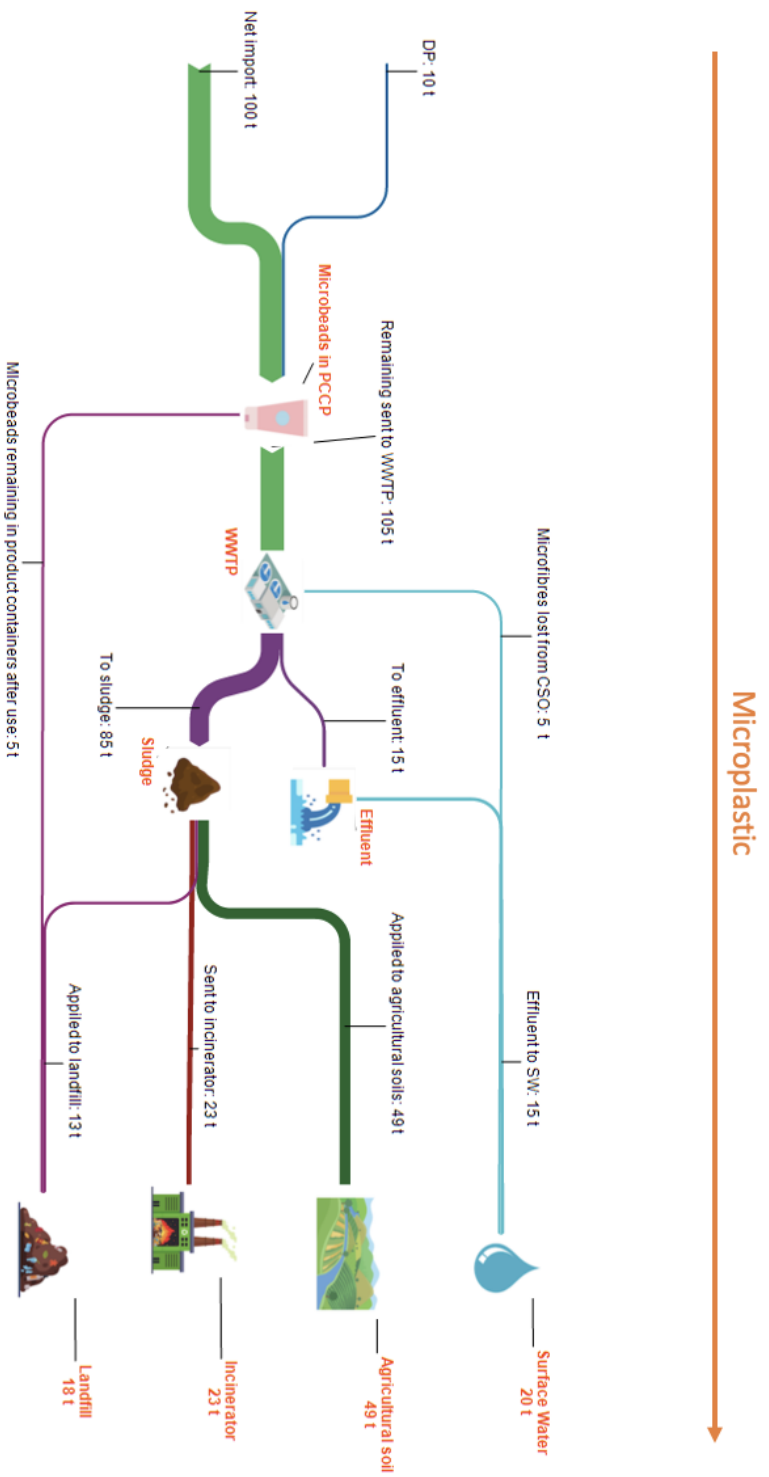 Microplastic
DP: 10 t
Net import: 100 t
Microbeads in PCCP
Remaining sent to WWTP: 105 t
Microbeads remaining in product containers after use: 5 t
WWTP
Microfibres lost from CSO: 5 t
To effluent: 15 t
To sludge: 85 t
Sludge
Effluent
Effluent to SW: 15 t
Appiled to agricultural soils: 49 t
Sent to incinerator: 23 t
Appiled to landfill: 13 t
Surface Water
20 t
Agricultural soil
49 t
Incinerator
23 t
Landfill
18 t